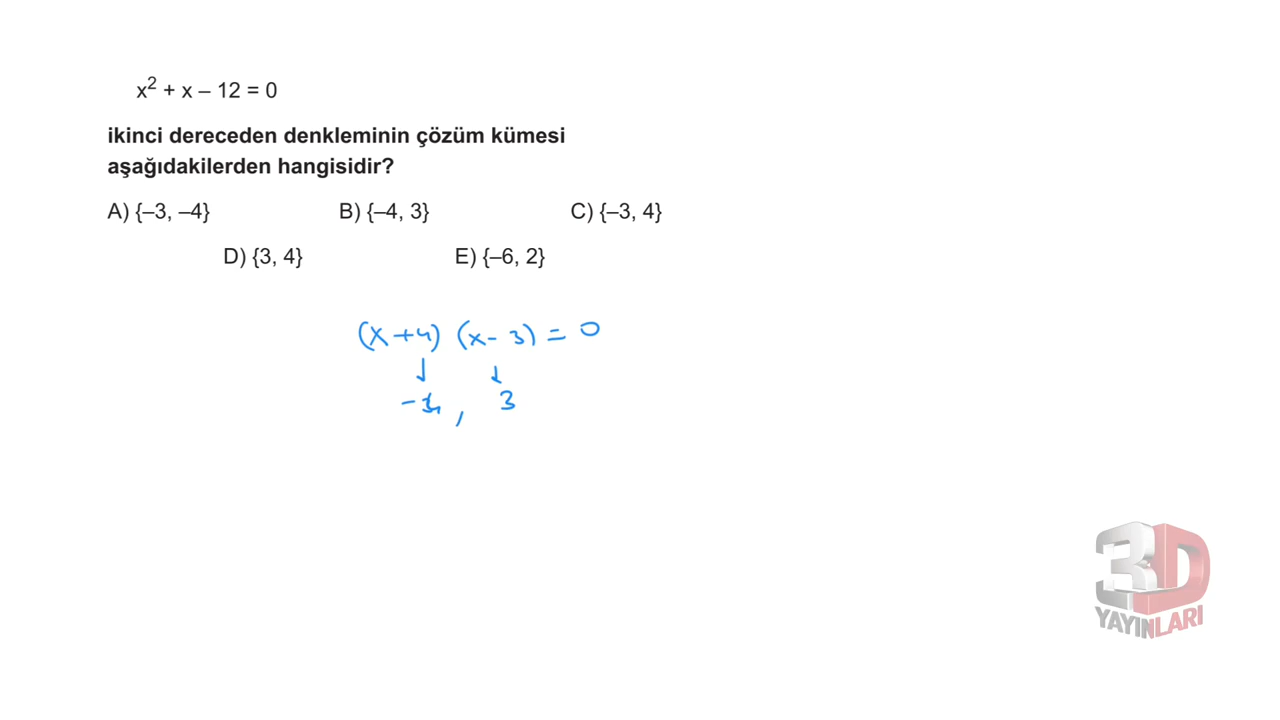 x² + x – 12 = 0
ikinci dereceden denkleminin çözüm kümesi
aşağıdakilerden hangisidir?
A) {–3, –4} B) {–4, 3} C) {–3, 4}
D) {3, 4} E) {–6, 2}
(x+4) (x-3) = 0
↓ ↓
-4, 3
3D
YAYINLARI